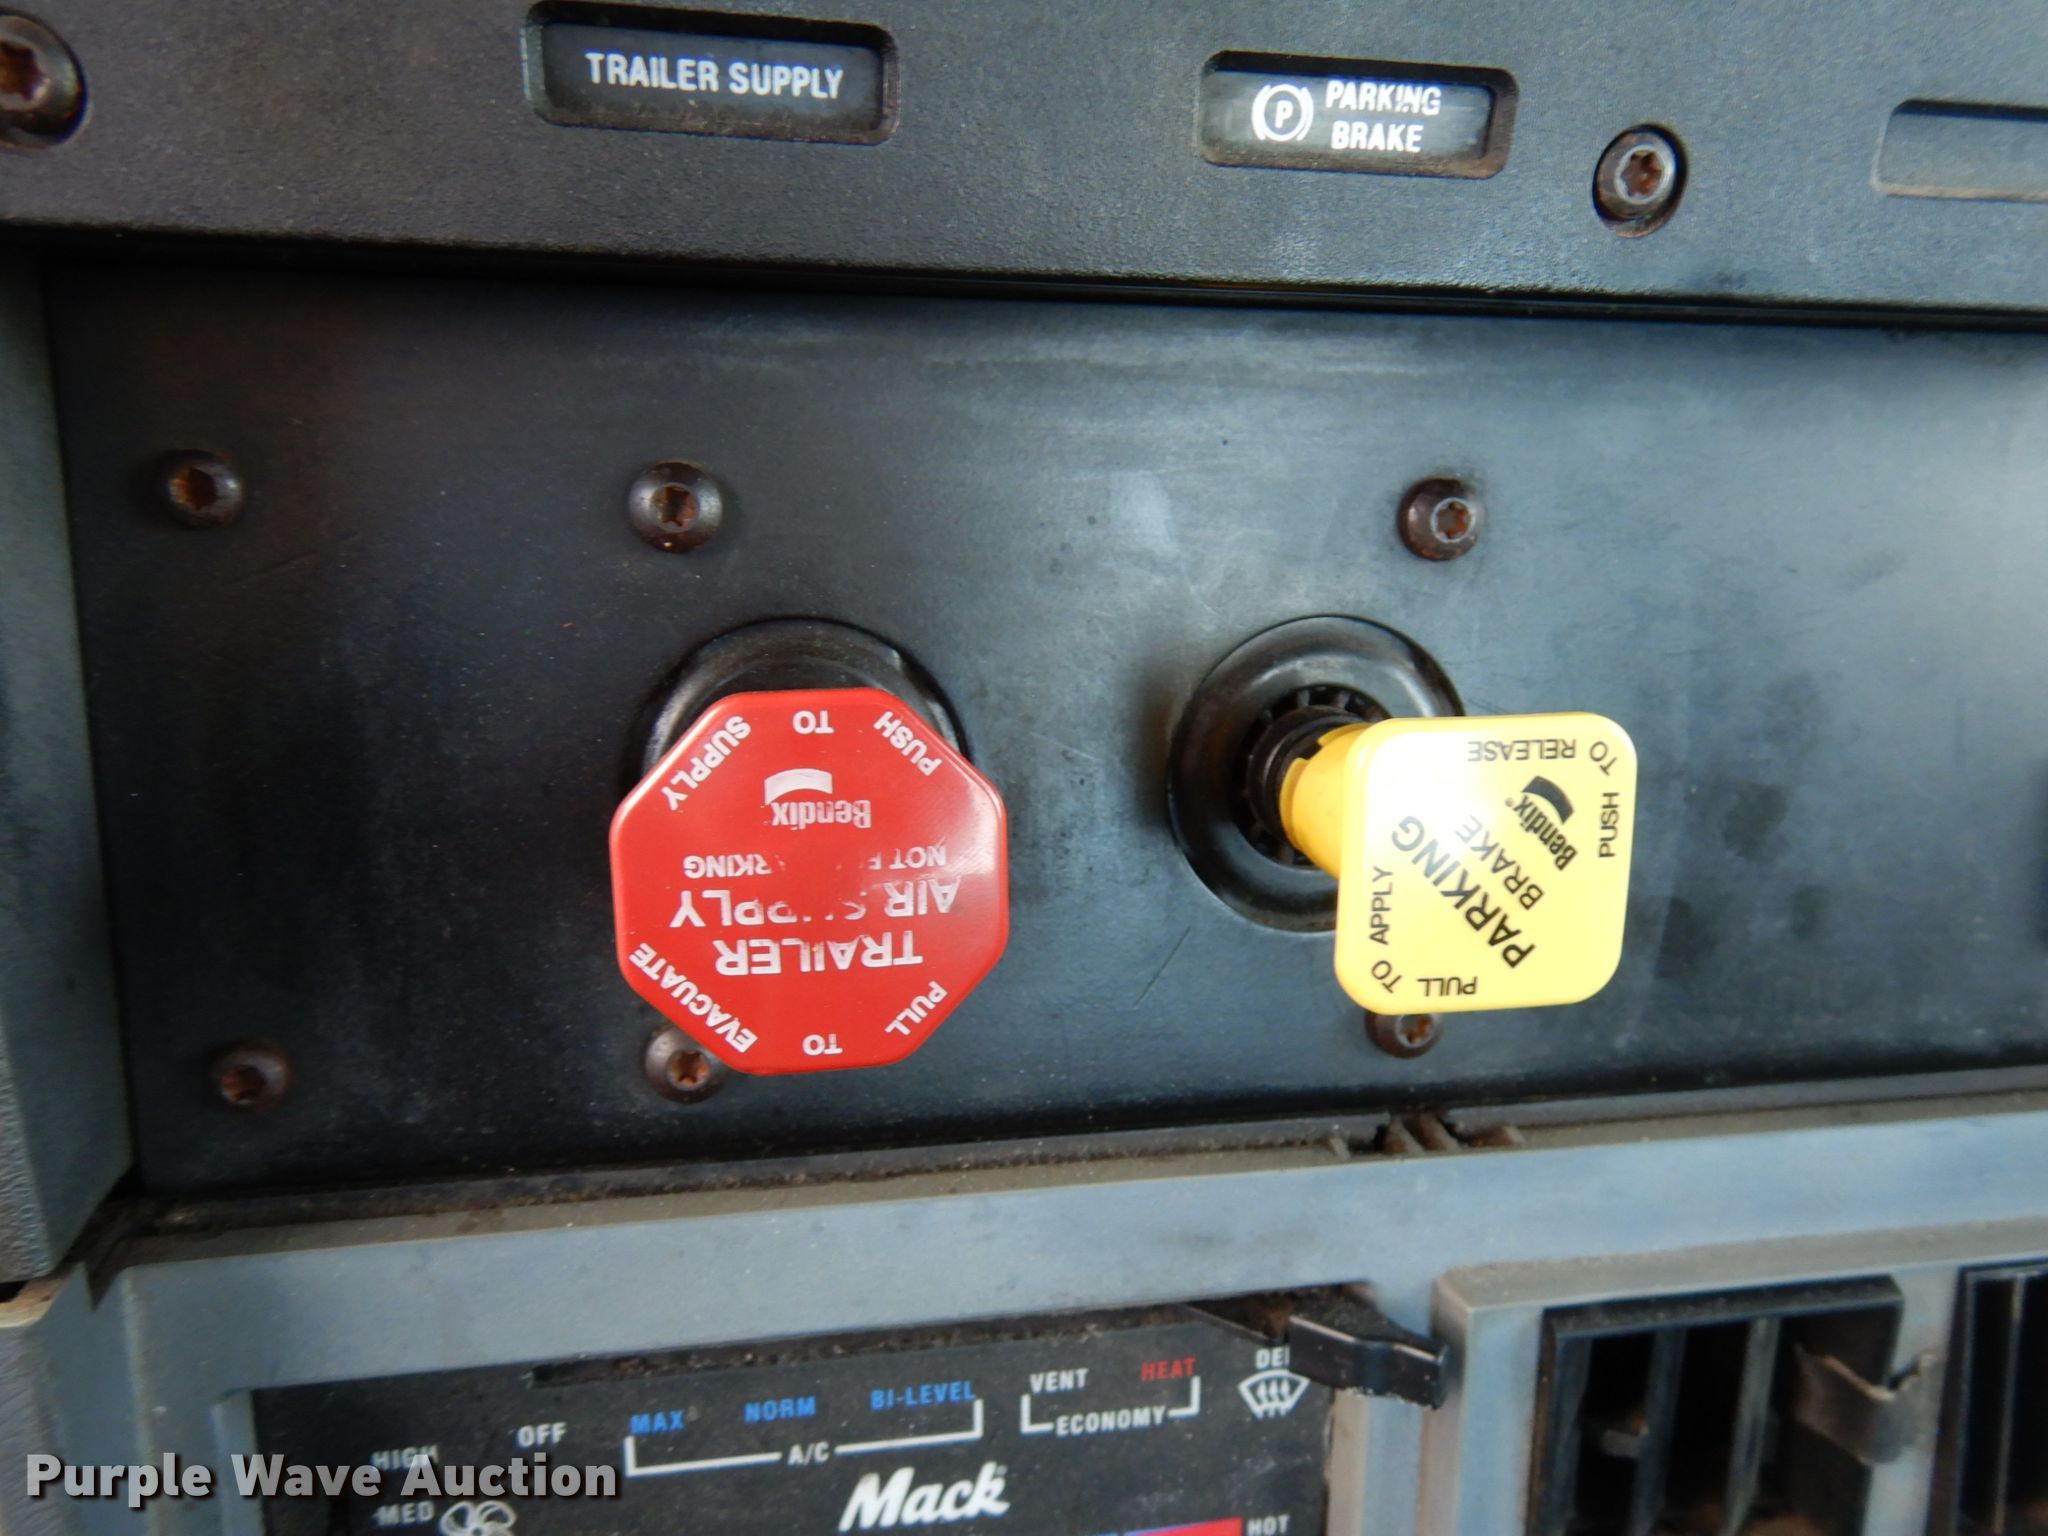 TRAILER SUPPLY
P PARKING
BRAKE
PUSH TO SUPPLY
Bendix
PARKING
AIR SUPPLY
TRAILER
PULL TO EVACUATE
PULL TO APPLY
PARKING
BRAKE
Bendix®
PUSH TO RELEASE
OFF
MAX
NORM
BI-LEVEL
A/C
VENT
HEAT
ECONOMY
HIGH
MED
Mack
HOT
Purple Wave Auction